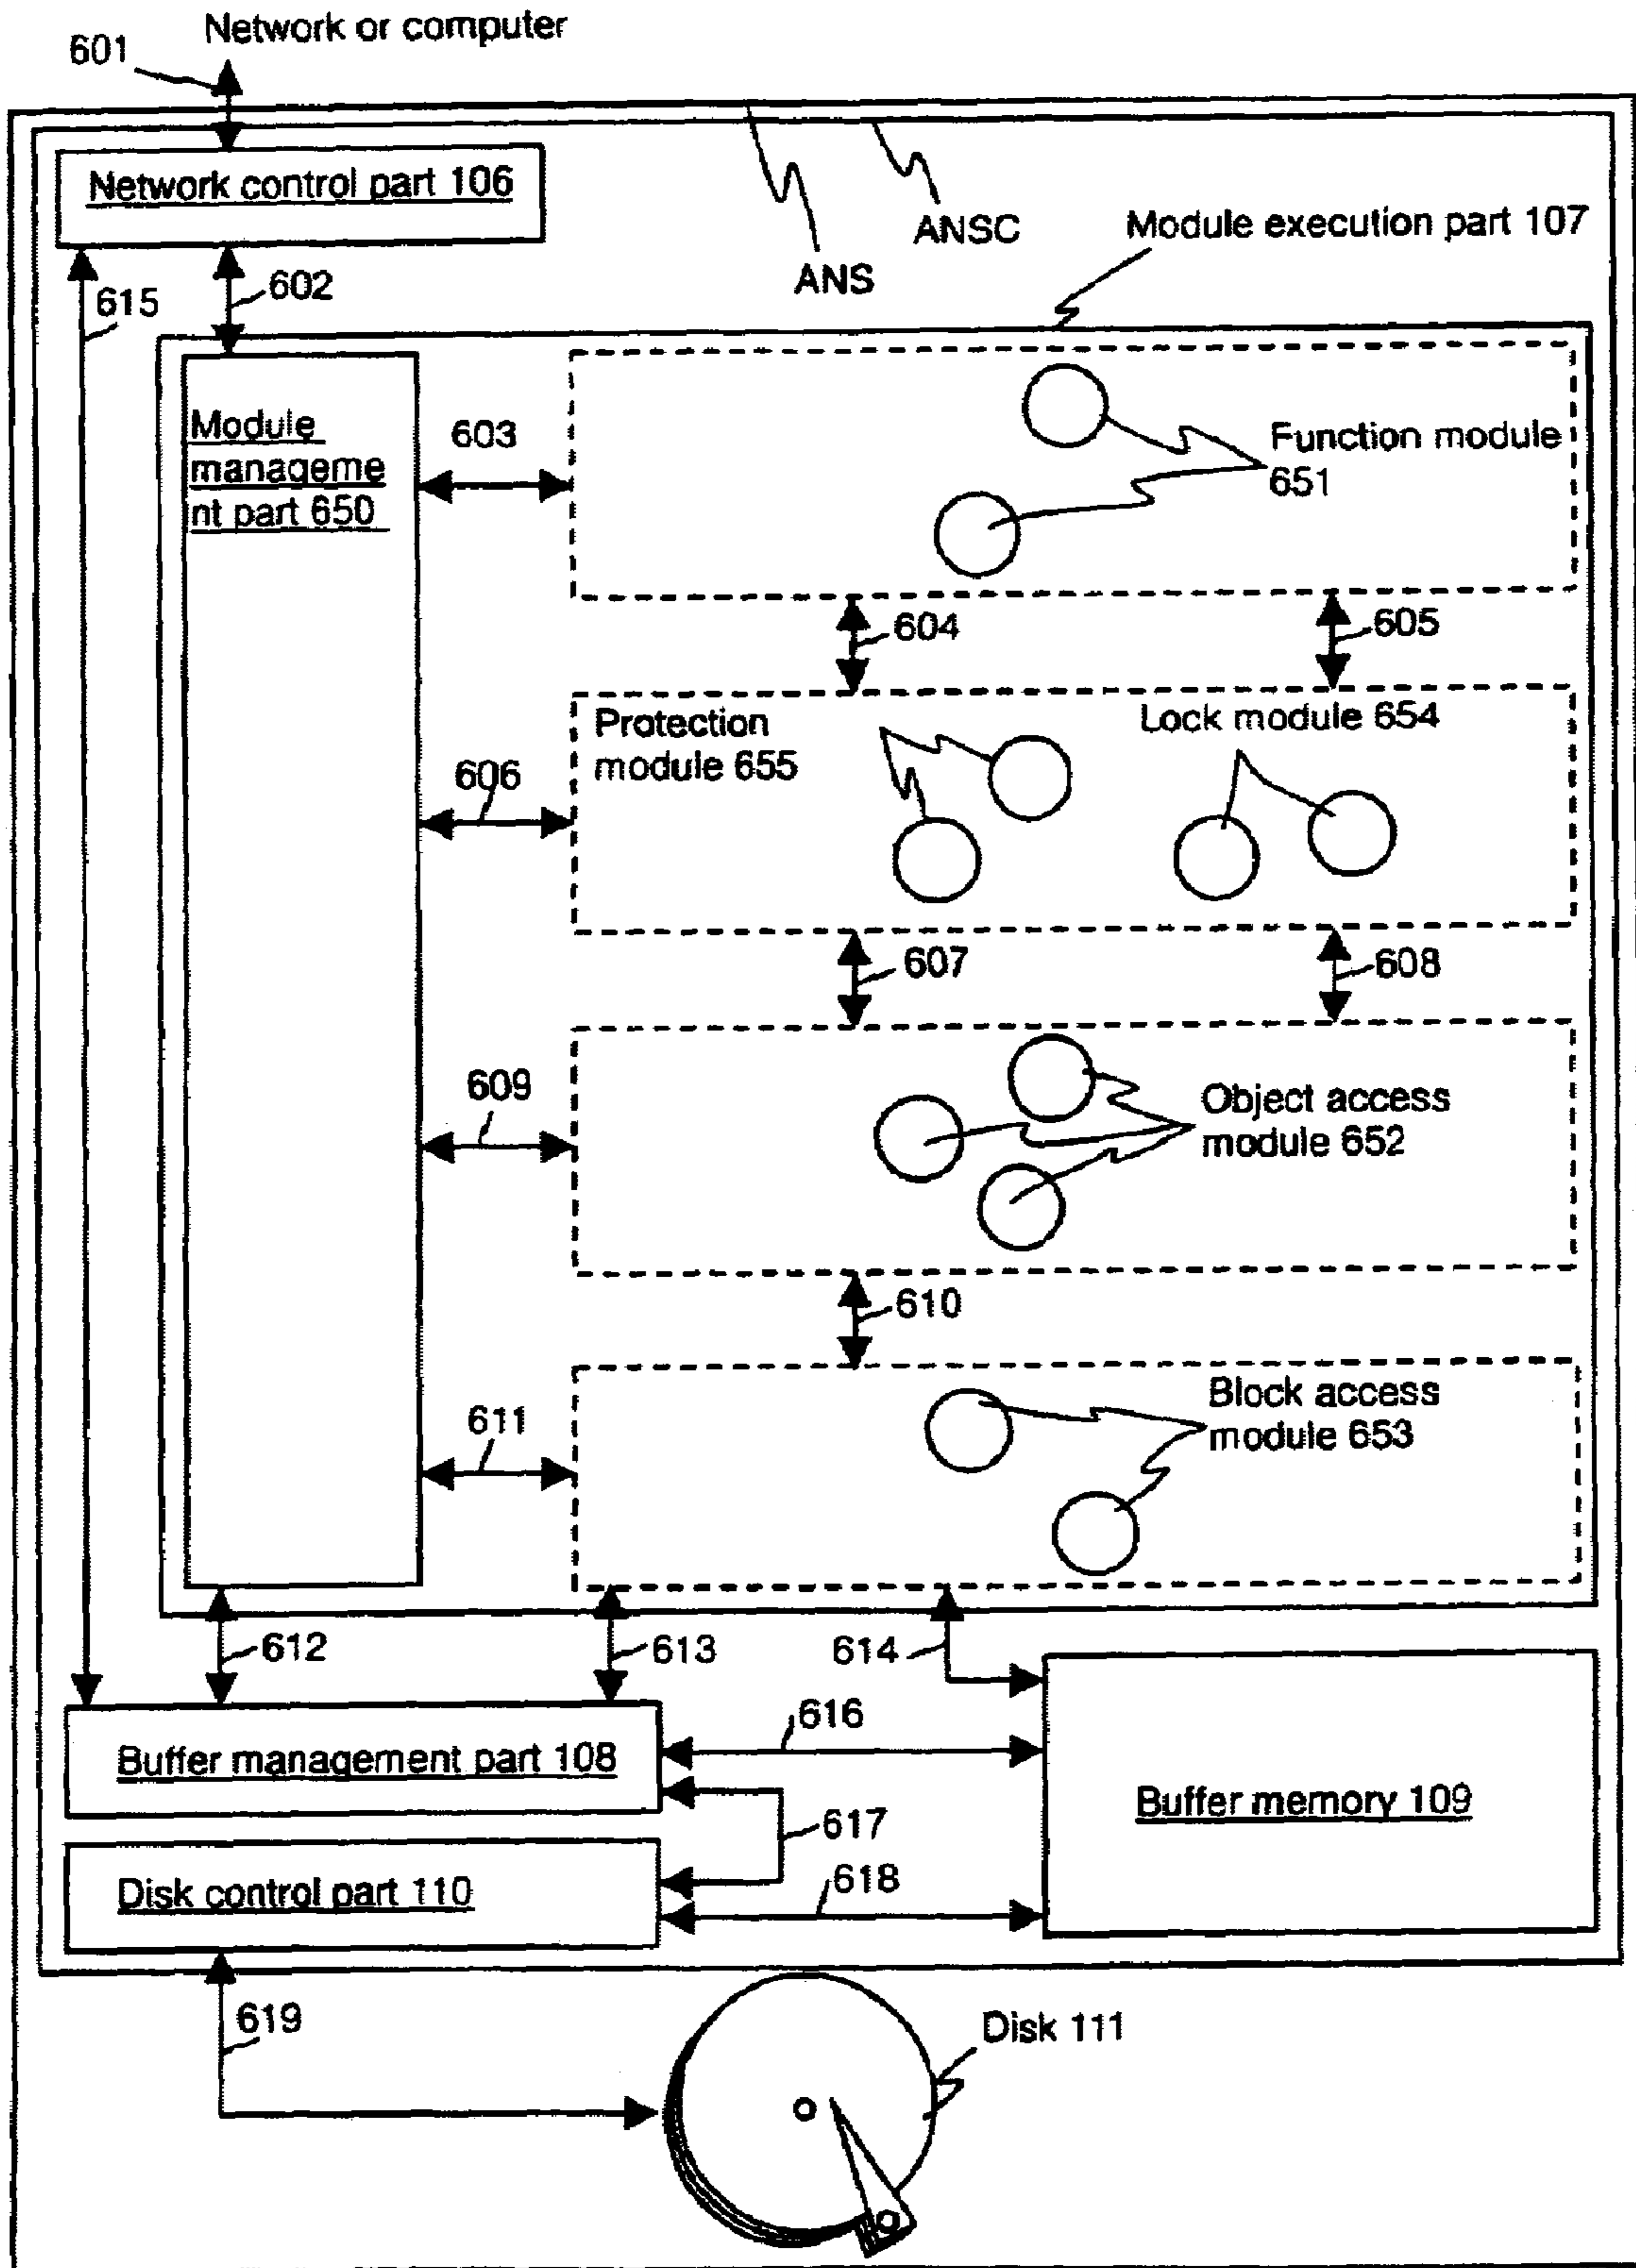 Network or computer
601
Network control part 106
ANSC
ANS
Module execution part 107
615
602
Module
manageme
nt part 650
603
Function module
651
604
605
Protection
module 655
Lock module 654
606
607
608
609
Object access
module 652
610
611
Block access
module 653
612
613
614
616
Buffer management part 108
617
Buffer memory 109
Disk control part 110
618
619
Disk 111